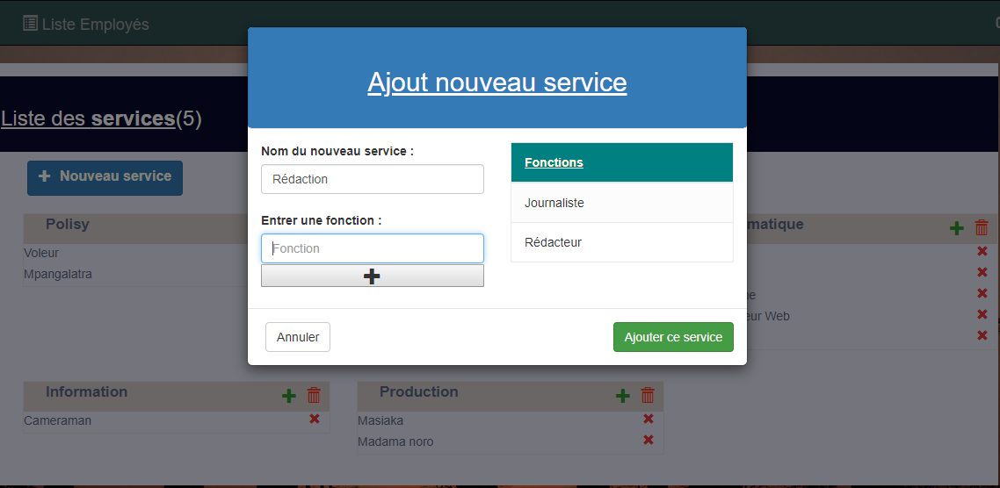 Liste Employés
Ajout nouveau service
Liste des services(5)
Nom du nouveau service :
Rédaction
Entrer une fonction :
Fonction
Fonctions
Journaliste
Rédacteur
Annuler
Ajouter ce service
Nouveau service
Polisy
Voleur
Mpangalatra
matique
ne
eur Web
Information
Cameraman
Production
Masiaka
Madama noro